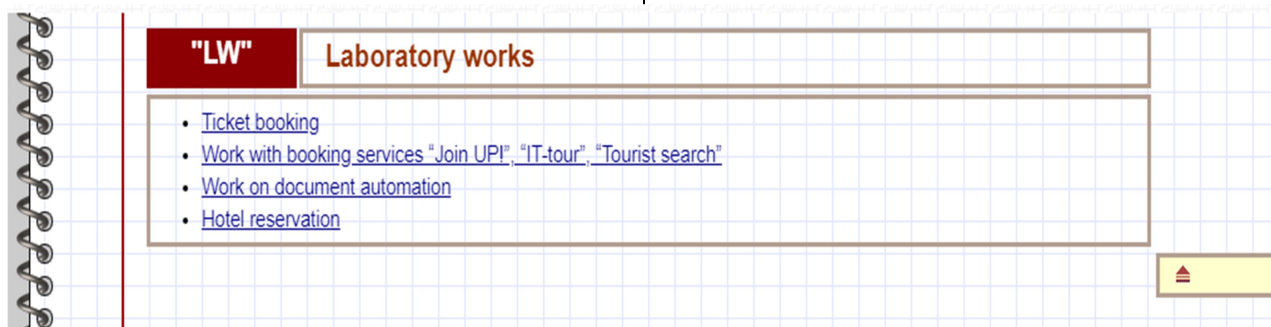 "LW"
Laboratory works
Ticket booking
Work with booking services “Join UP!”, “IT-tour”, “Tourist search”
Work on document automation
Hotel reservation